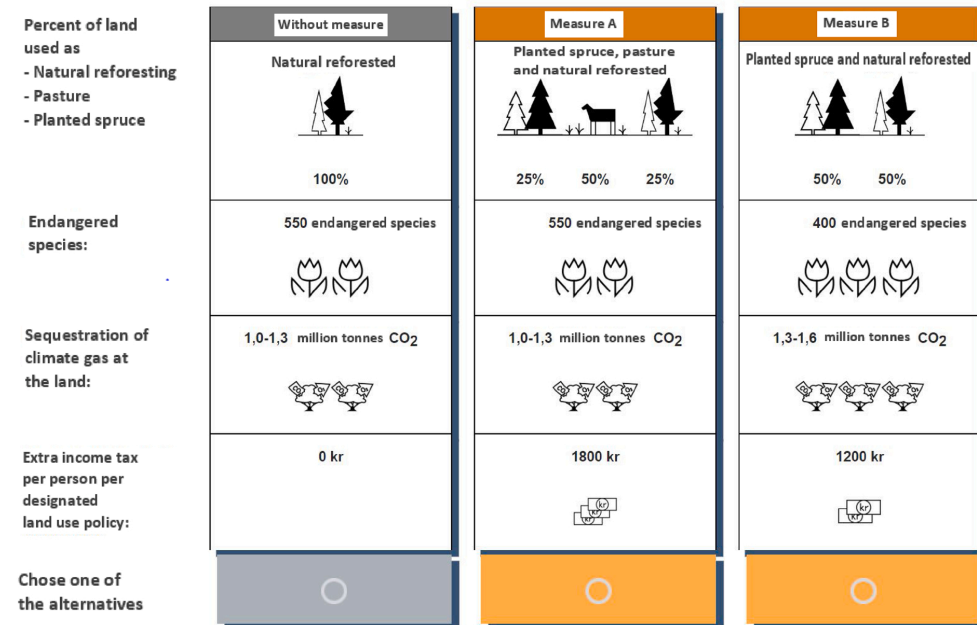 Percent of land
used as
- Natural reforesting
- Pasture
- Planted spruce
Without measure
Natural reforested
100%
Measure A
Planted spruce, pasture
and natural reforested
25% 50% 25%
Measure B
Planted spruce and natural reforested
50% 50%
Endangered
species:
550 endangered species
550 endangered species
400 endangered species
Sequestration of
climate gas at
the land:
1,0-1,3 million tonnes CO2
1,0-1,3 million tonnes CO2
1,3-1,6 million tonnes CO2
Extra income tax
per person per
designated
land use policy:
0 kr
1800 kr
kr
kr
1200 kr
kr
kr
Chose one of
the alternatives